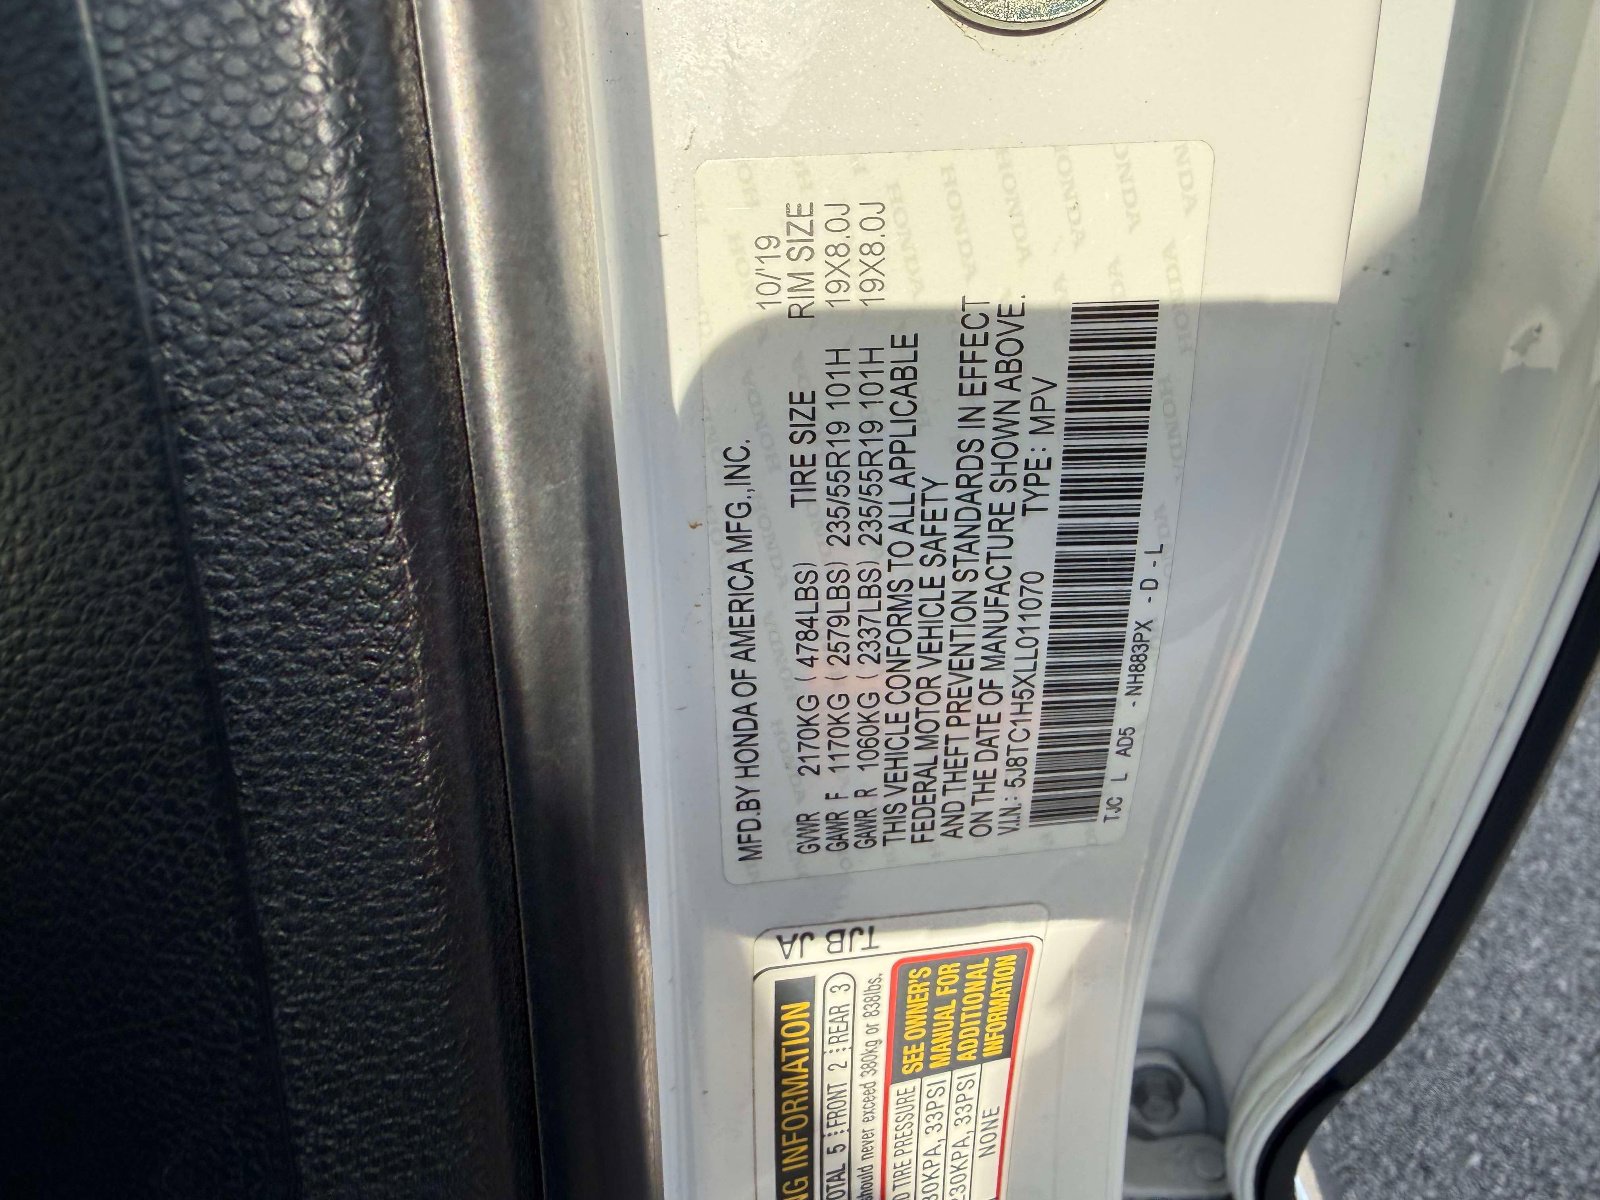 MFD.BY HONDA OF AMERICA MFG.,INC. 10/'19
GVWR 2170KG ( 4784LBS) TIRE SIZE RIM SIZE
GAWR F 1170KG ( 2579LBS) 235/55R19 101H 19X8.0J
GAWR R 1060KG ( 2337LBS) 235/55R19 101H 19X8.0J
THIS VEHICLE CONFORMS TO ALL APPLICABLE
FEDERAL MOTOR VEHICLE SAFETY
AND THEFT PREVENTION STANDARDS IN EFFECT
ON THE DATE OF MANUFACTURE SHOWN ABOVE.
V.I.N.: 5J8TC1H5XLL011070 TYPE: MPV
TJC L AD5 -NH883PX - D - L
TJB JA
INFORMATION
5 FRONT 2 REAR 3
should never exceed 380kg or 838lbs.
TIRE PRESSURE
33PSI
230KPA, 33PSI
NONE
SEE OWNER'S
MANUAL FOR
ADDITIONAL
INFORMATION